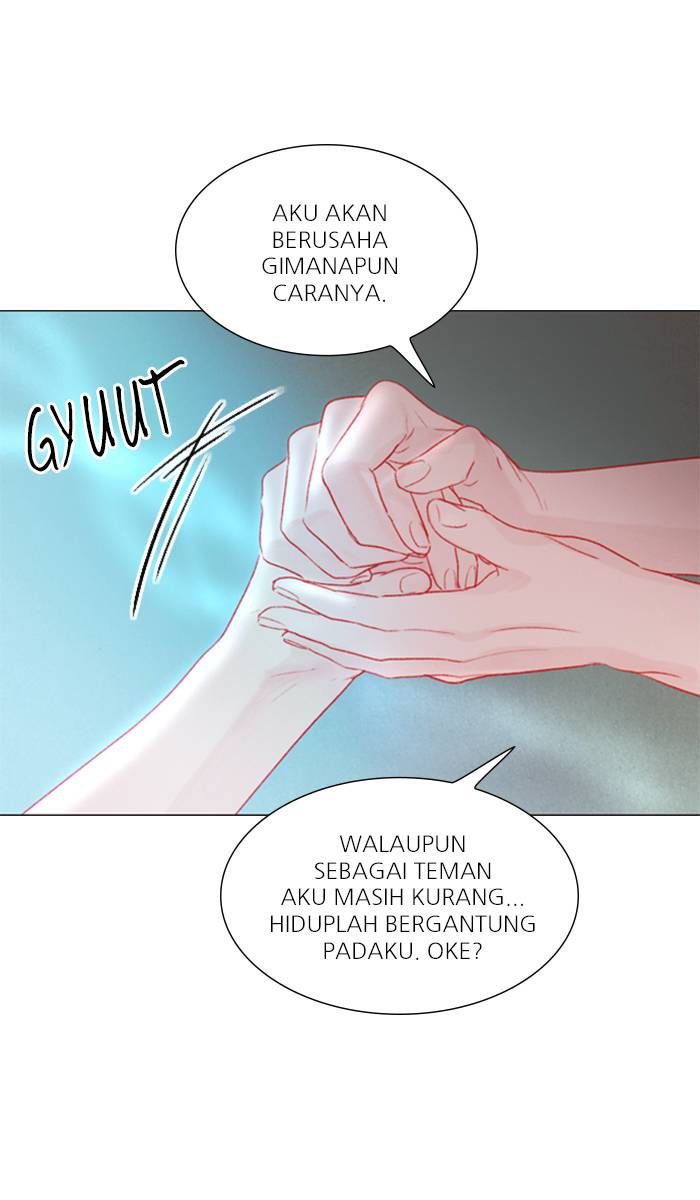 AKU AKAN
BERUSAHA
GIMANAPUN
CARANYA.
GYUUT
WALAUPUN
SEBAGAI TEMAN
AKU MASIH KURANG...
HIDUPLAH BERGANTUNG
PADAKU. OKE?